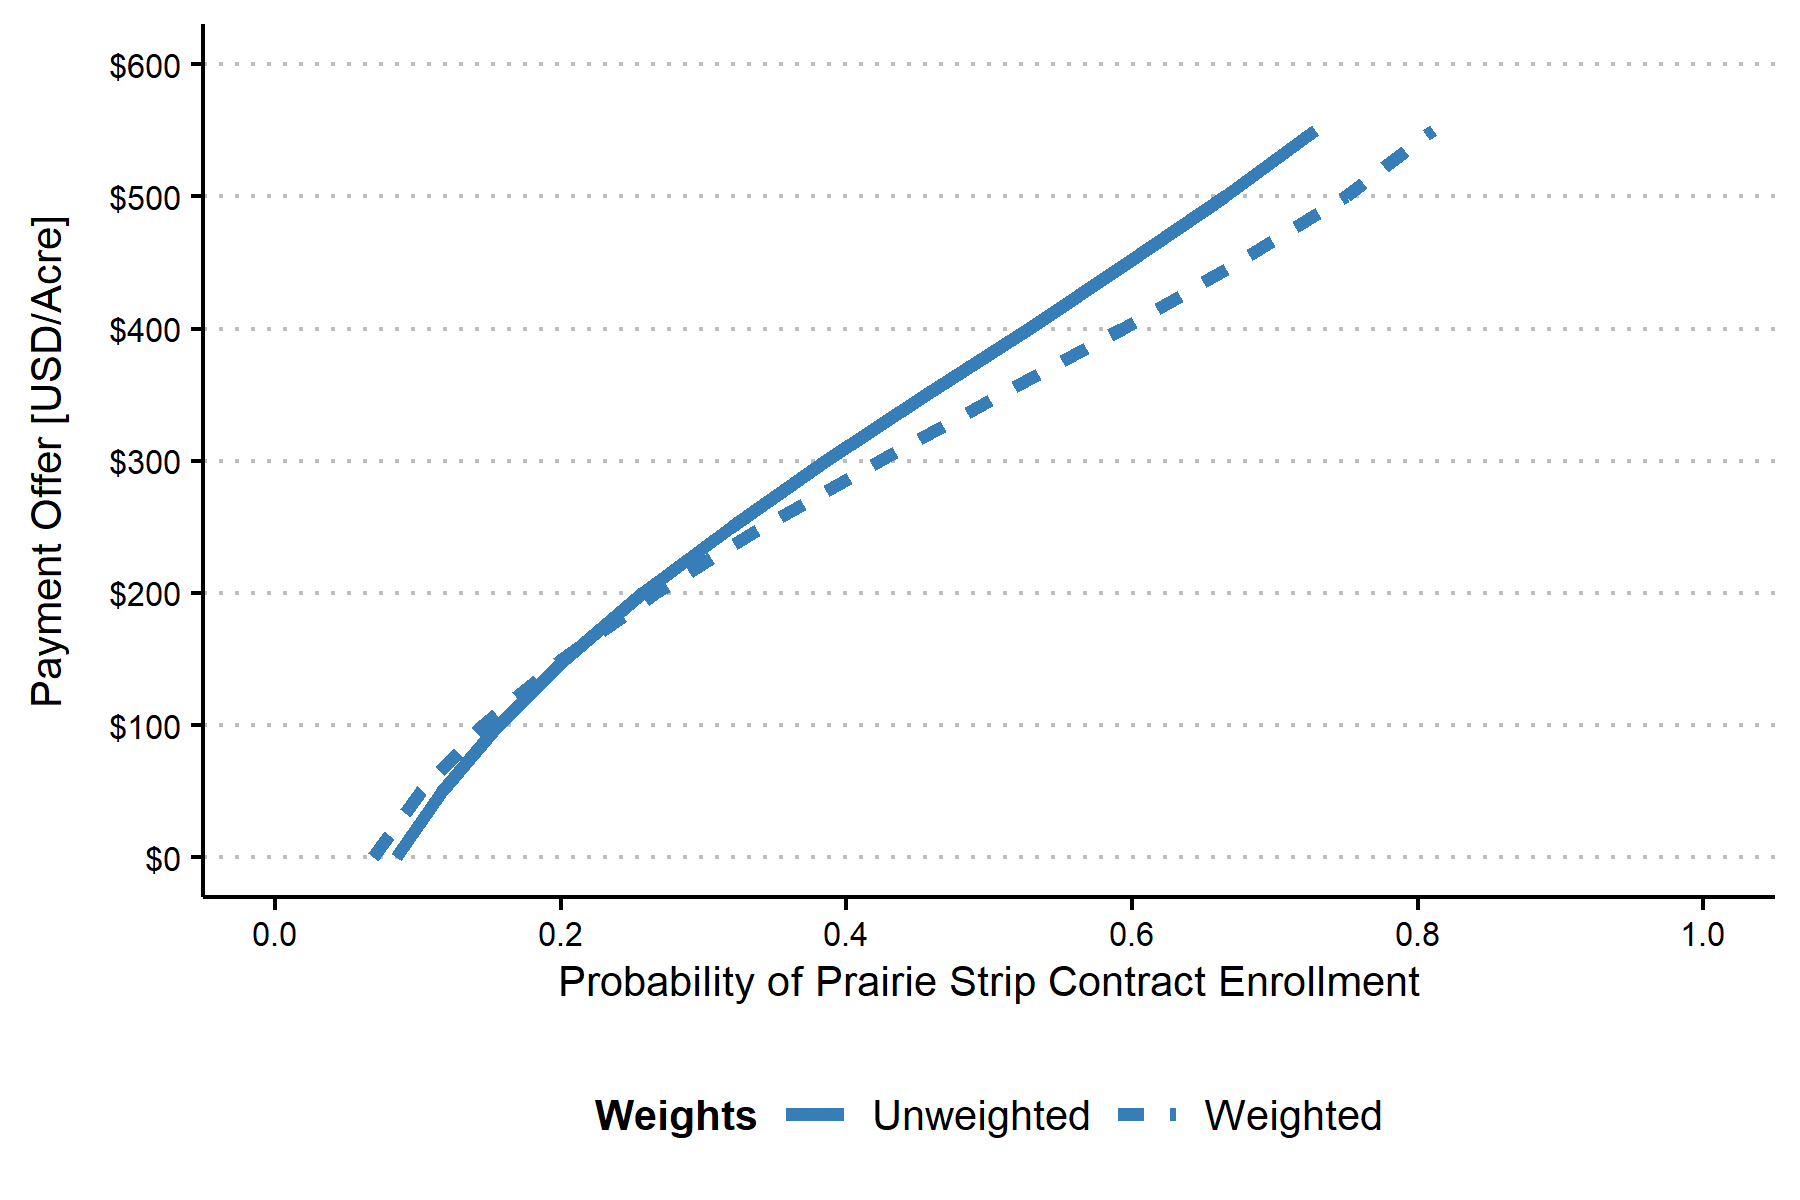 $600
$500
$400
$300
$200
$100
$0
Payment Offer [USD/Acre]
0.0 0.2 0.4 0.6 0.8 1.0
Probability of Prairie Strip Contract Enrollment
Weights Unweighted Weighted